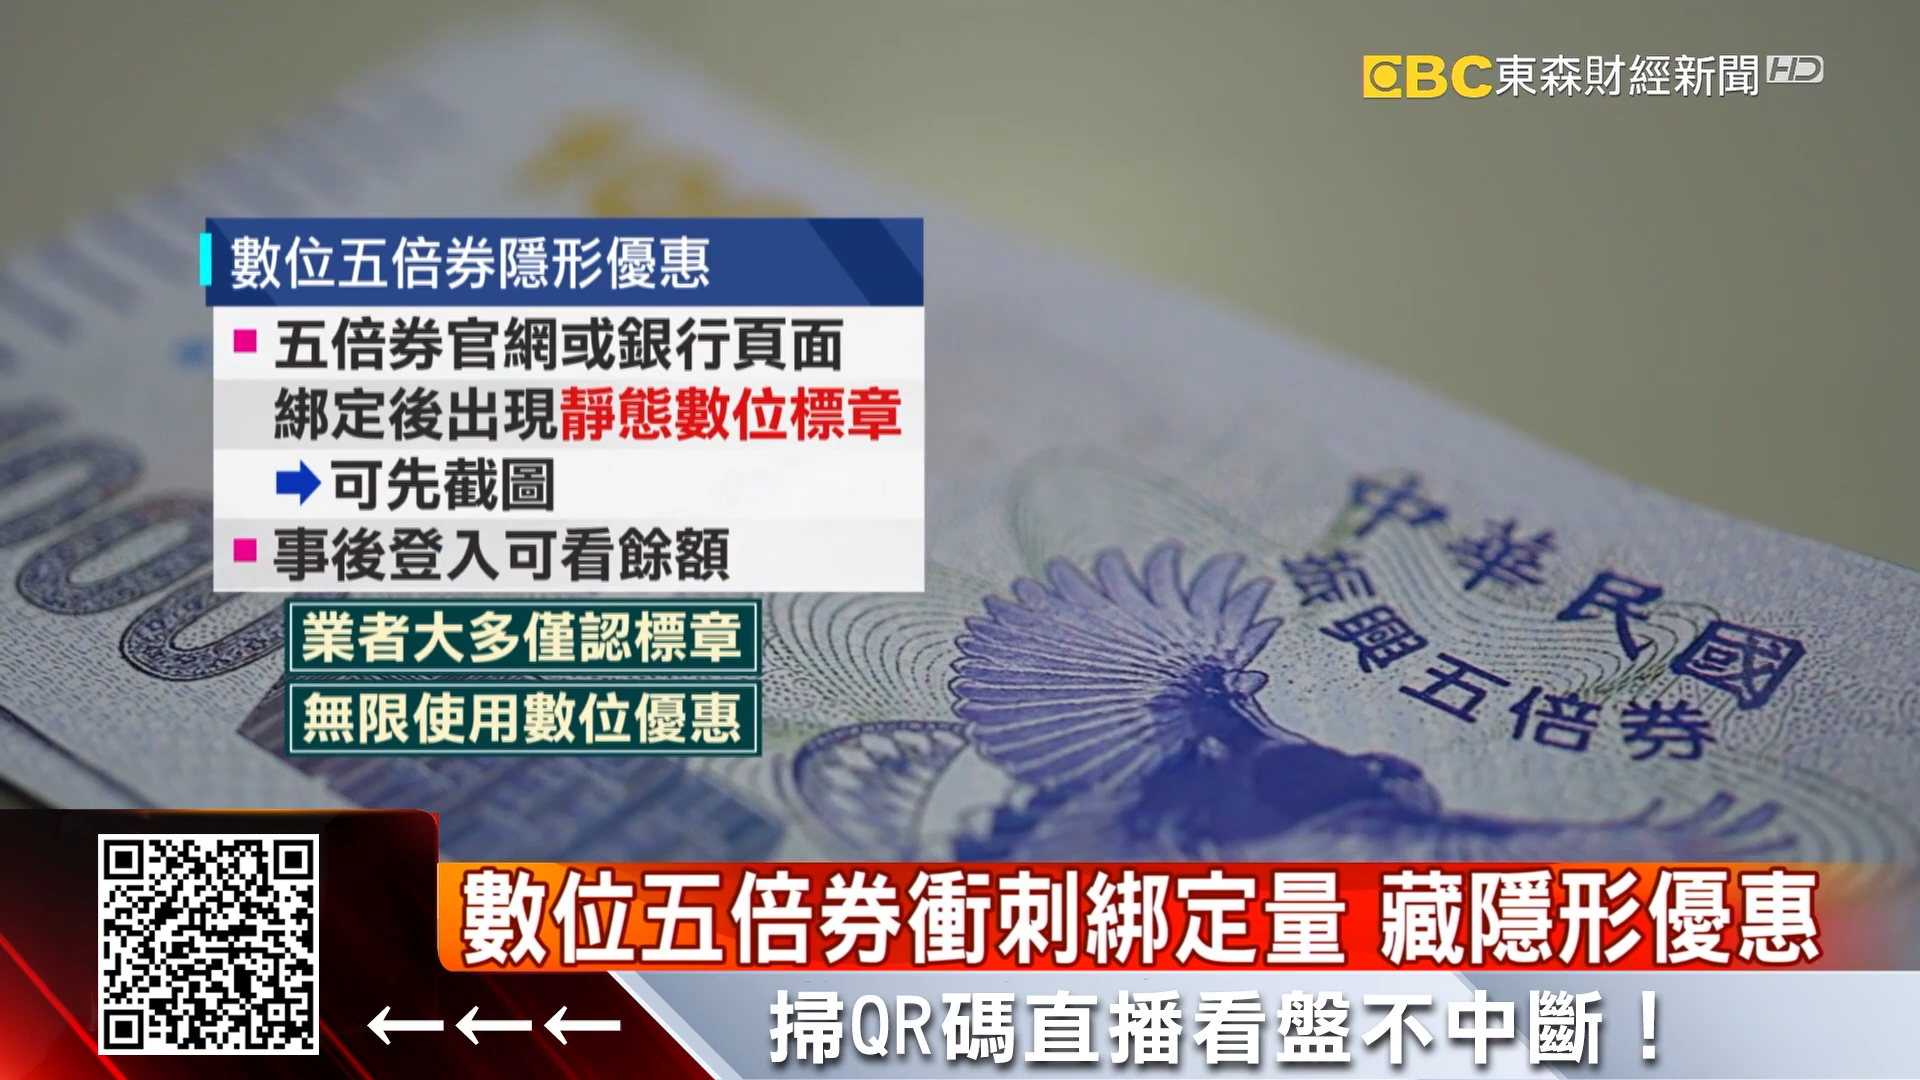 EBC東森財經新聞HD
數位五倍券隱形優惠
五倍券官網或銀行頁面
綁定後出現靜態數位標章
➡可先截圖
事後登入可看餘額
業者大多僅認標章
無限使用數位優惠
中華民國
振興五倍券
數位五倍券衝刺綁定量 藏隱形優惠
←←←掃QR碼直播看盤不中斷！